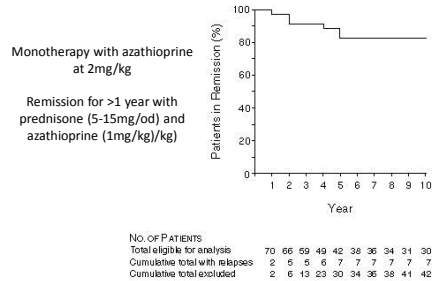 Monotherapy with azathioprine
at 2mg/kg
Remission for >1 year with
prednisone (5-15mg/od) and
azathioprine (1mg/kg)/kg)
Patients in Remission (%)
100
80
60
40
20
0
1 2 3 4 5 6 7 8 9 10
Year
NO. OF PATIENTS
Total eligible for analysis 70 66 59 49 42 38 36 34 31 30
Cumulative total with relapses 2 5 5 6 7 7 7 7 7 7
Cumulative total excluded 2 6 13 23 30 34 36 38 41 42